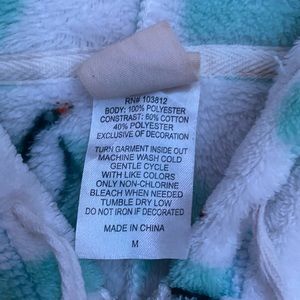 RN# 103812
BODY: 100% POLYESTER
CONSTRAST: 60% COTTON
40% POLYESTER
EXCLUSIVE OF DECORATION
TURN GARMENT INSIDE OUT
MACHINE WASH COLD
GENTLE CYCLE
WITH LIKE COLORS
ONLY NON-CHLORINE
BLEACH WHEN NEEDED
TUMBLE DRY LOW
DO NOT IRON IF DECORATED
MADE IN CHINA
M